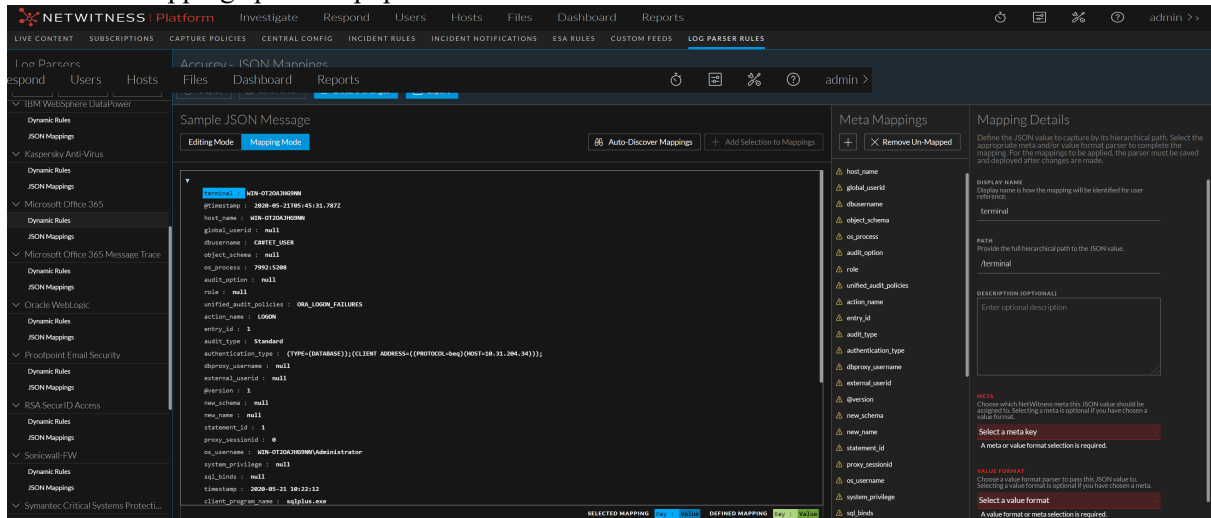 NETWITNESS | Platform Investigate Respond Users Hosts Files Dashboard Reports admin >
LIVE CONTENT SUBSCRIPTIONS CAPTURE POLICIES CENTRAL CONFIG INCIDENT RULES INCIDENT NOTIFICATIONS ESA RULES CUSTOM FEEDS LOG PARSER RULES
Log Parsers
Accurev - JSON Mappings
espond Users Hosts Files Dashboard Reports admin >
IBM WebSphere DataPower
Dynamic Rules
JSON Mappings
Kaspersky Anti-Virus
Dynamic Rules
JSON Mappings
Microsoft Office 365
Dynamic Rules
JSON Mappings
Microsoft Office 365 Message Trace
Dynamic Rules
JSON Mappings
Oracle WebLogic
Dynamic Rules
JSON Mappings
Proofpoint Email Security
Dynamic Rules
JSON Mappings
RSA SecurID Access
Dynamic Rules
JSON Mappings
Sonicwall-FW
Dynamic Rules
JSON Mappings
Symantec Critical Systems Protecti...
Sample JSON Message
Editing Mode Mapping Mode Auto-Discover Mappings + Add Selection to Mappings
terminal : WIN-OT2OAJHG9NN
@timestamp : 2020-05-21T05:45:31.787Z
host_name : WIN-OT2OAJHG9NN
global_userid : null
dbusername : C##TET_USER
object_schema : null
os_process : 7992:5208
audit_option : null
role : null
unified_audit_policies : ORA_LOGON_FAILURES
action_name : LOGON
entry_id : 1
audit_type : Standard
authentication_type : (TYPE=(DATABASE));(CLIENT ADDRESS=((PROTOCOL=beq)(HOST=10.31.204.34)));
dbproxy_username : null
external_userid : null
@version : 1
new_schema : null
new_name : null
statement_id : 1
proxy_sessionid : 0
os_username : WIN-OT2OAJHG9NN\Administrator
system_privilege : null
sql_binds : null
timestamp : 2020-05-21 10:22:12
client_program_name : sqlplus.exe
SELECTED MAPPING Key : Value DEFINED MAPPING Key : Value
Meta Mappings
+ Remove Un-Mapped
host_name
global_userid
dbusername
object_schema
os_process
audit_option
role
unified_audit_policies
action_name
entry_id
audit_type
authentication_type
dbproxy_username
external_userid
@version
new_schema
new_name
statement_id
proxy_sessionid
os_username
system_privilege
sql_binds
Mapping Details
Define the JSON value to capture by its hierarchical path. Select the
appropriate meta and/or value format parser to complete the
mapping. For the mappings to be applied, the parser must be saved
and deployed after changes are made.
DISPLAY NAME
Display name is how the mapping will be identified for user
reference.
terminal
PATH
Provide the full hierarchical path to the JSON value.
/terminal
DESCRIPTION (OPTIONAL)
Enter optional description
META
Choose which NetWitness meta this JSON value should be
assigned to. Selecting a meta is optional if you have chosen a
value format.
Select a meta key
A meta or value format selection is required.
VALUE FORMAT
Choose a value format parser to pass this JSON value to.
Selecting a value format is optional if you have chosen a meta.
Select a value format
A value format or meta selection is required.